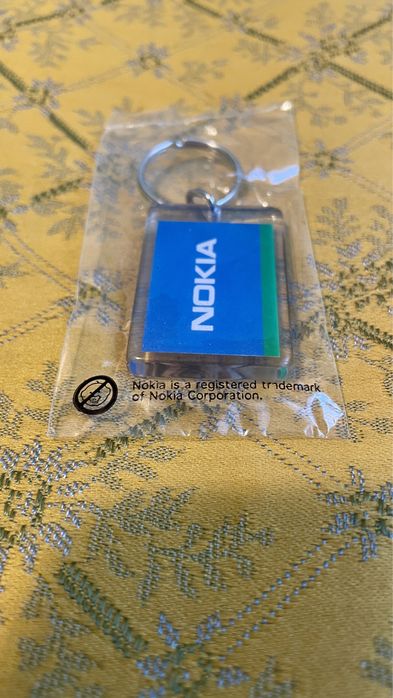 NOKIA
Nokia is a registered trademark
of Nokia Corporation.